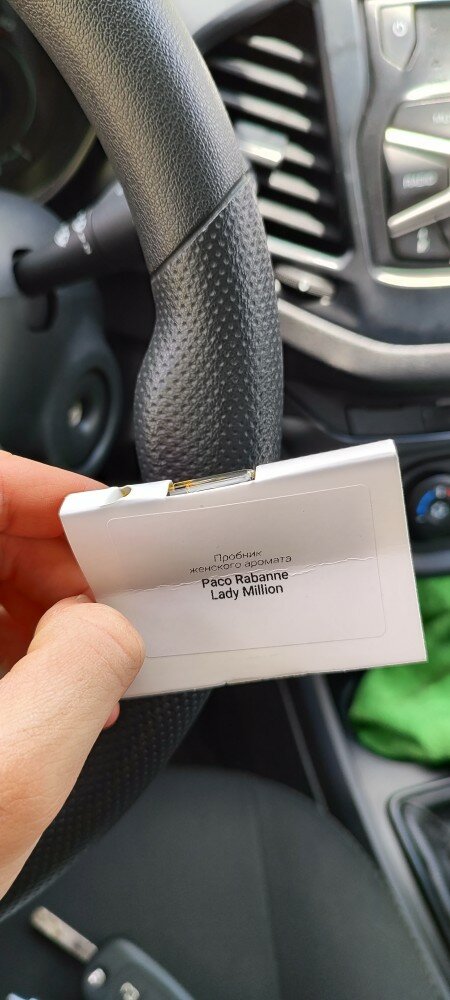 Пробник
женского аромата
Paco Rabanne
Lady Million